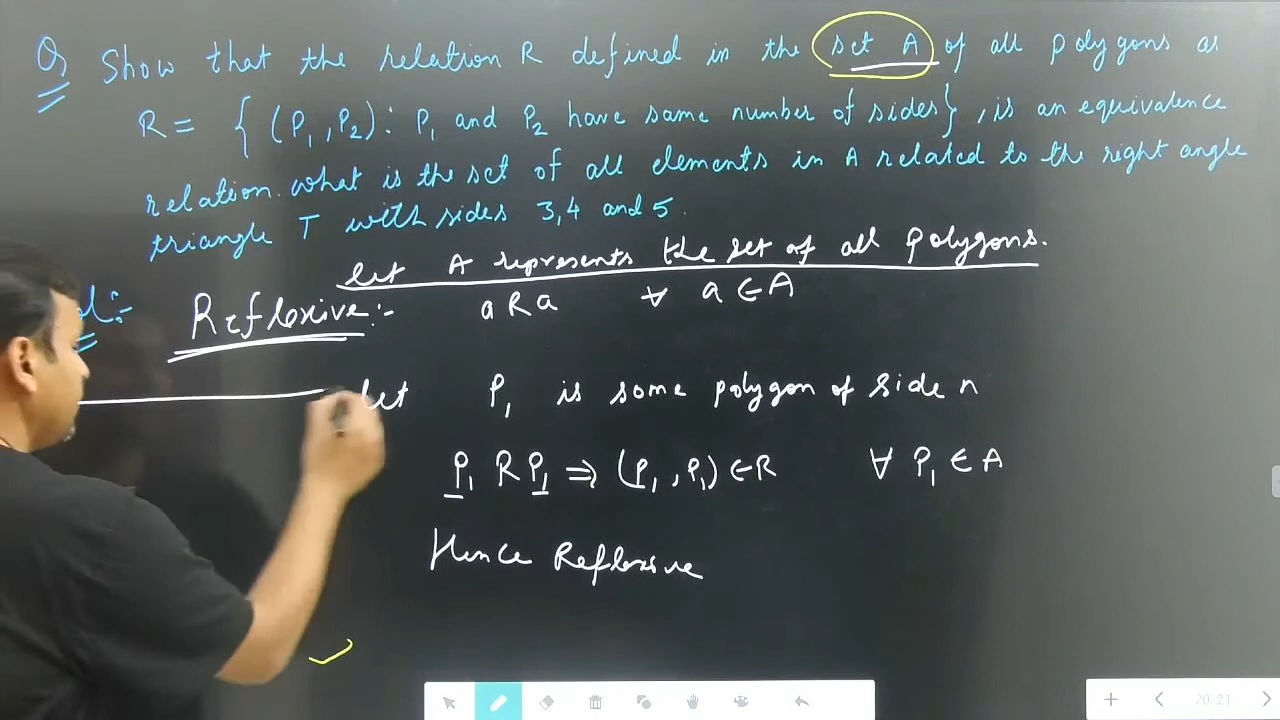 Q Show that the relation R defined in the set A of all polygons as
R = { (P₁, P₂) : P₁ and P₂ have same number of sides}, is an equivalence
relation. what is the set of all elements in A related to the right angle
triangle T with sides 3,4 and 5.
let A represents the set of all polygons.
Reflexive:- a R a ∀ a ∈ A
let P₁ is some polygon of side n
P₁ R P₁ ⇒ (P₁, P₁) ∈ R ∀ P₁ ∈ A
Hence Reflexive
20:21